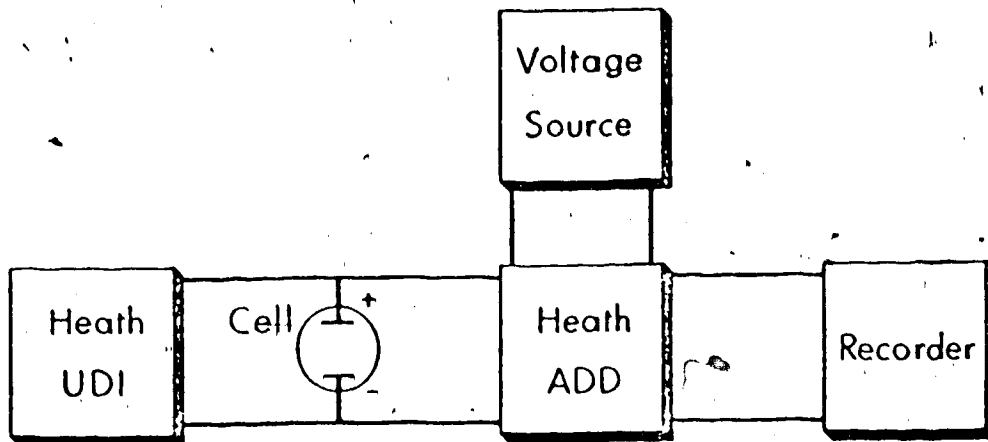 Voltage
Source
Heath
UDI
Cell
+
-
Heath
ADD
Recorder